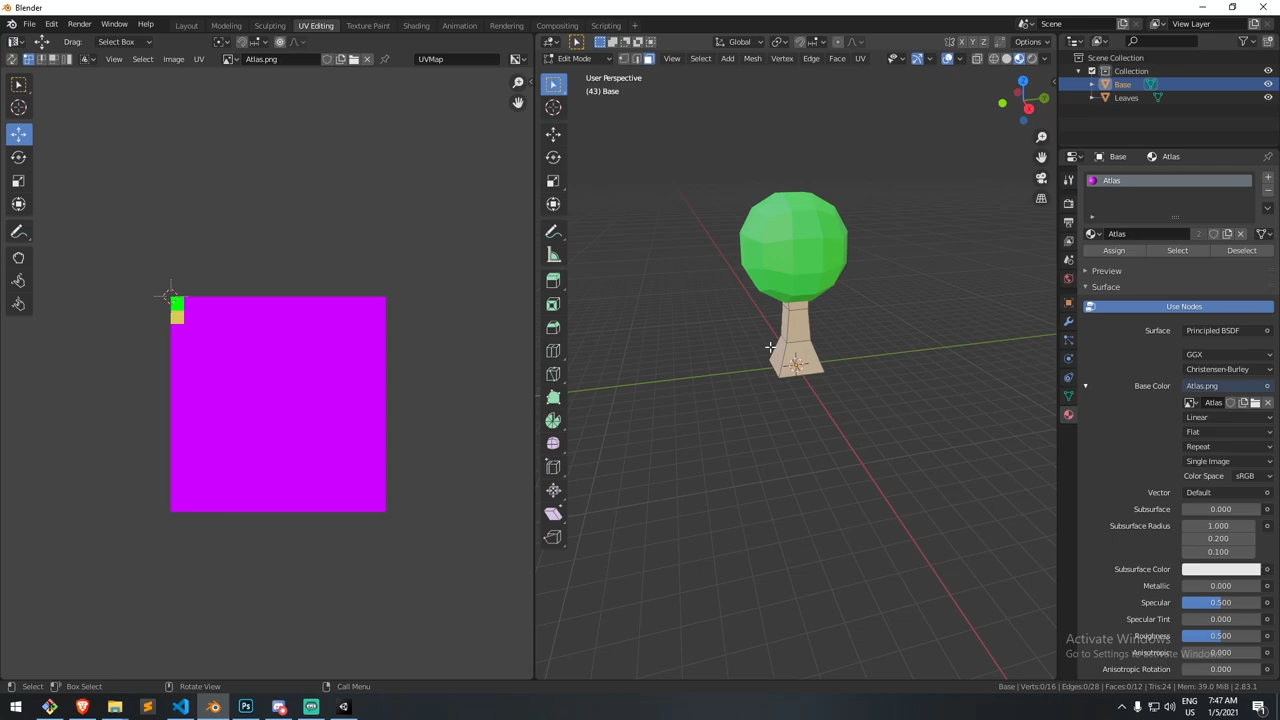 Blender
File Edit Render Window Help Layout Modeling Sculpting UV Editing Texture Paint Shading Animation Rendering Compositing Scripting + Scene View Layer
Drag: Select Box Global X Y Z Options
View Select Image UV Atlas.png UVMap Edit Mode View Select Add Mesh Vertex Edge Face UV
User Perspective
(43) Base
Scene Collection
Collection
Base
Leaves
Base Atlas
Atlas
Atlas 2
Assign Select Deselect
Preview
Surface
Use Nodes
Surface Principled BSDF
GGX
Christensen-Burley
Base Color Atlas.png
Atlas
Linear
Flat
Repeat
Single Image
Color Space sRGB
Vector Default
Subsurface 0.000
Subsurface Radius 1.000
0.200
0.100
Subsurface Color
Metallic 0.000
Specular 0.500
Specular Tint 0.000
Roughness 0.500
Anisotropic 0.000
Anisotropic Rotation 0.000
Activate Windows
Go to Settings to activate Windows.
Select Box Select Rotate View Call Menu Base | Verts:0/16 | Edges:0/28 | Faces:0/12 | Tris:24 | Mem: 39.0 MiB | 2.83.1
ENG 7:47 AM
PS 1/5/2021